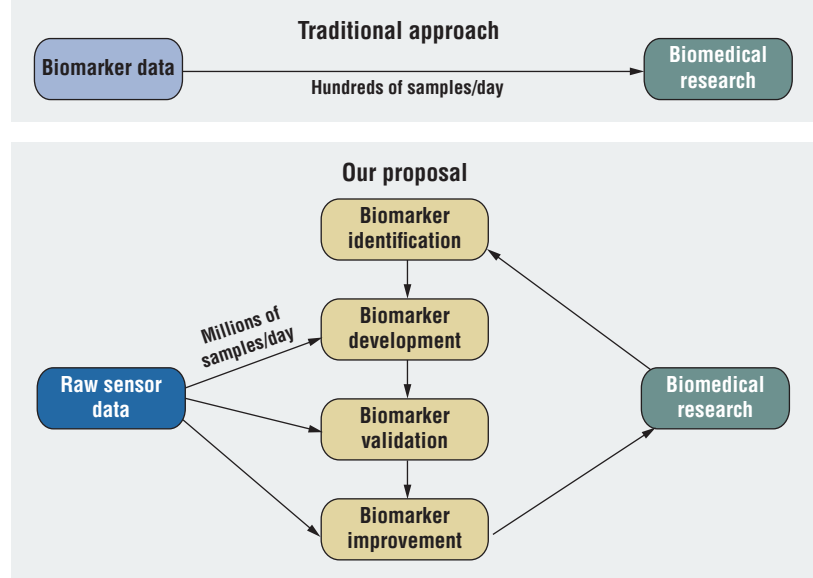 Traditional approach
Biomarker data
Hundreds of samples/day
Biomedical
research
Our proposal
Biomarker
identification
Millions of
samples/day
Biomarker
development
Raw sensor
data
Biomedical
research
Biomarker
validation
Biomarker
improvement